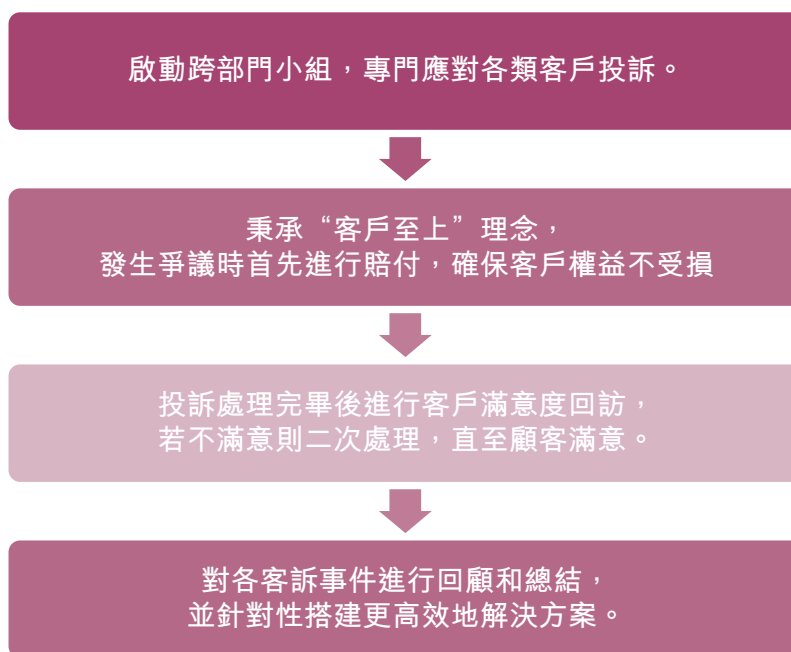 啟動跨部門小組，專門應對各類客戶投訴。
秉承“客戶至上”理念，
發生爭議時首先進行賠付，確保客戶權益不受損
投訴處理完畢後進行客戶滿意度回訪，
若不滿意則二次處理，直至顧客滿意。
對各客訴事件進行回顧和總結，
並針對性搭建更高效地解決方案。